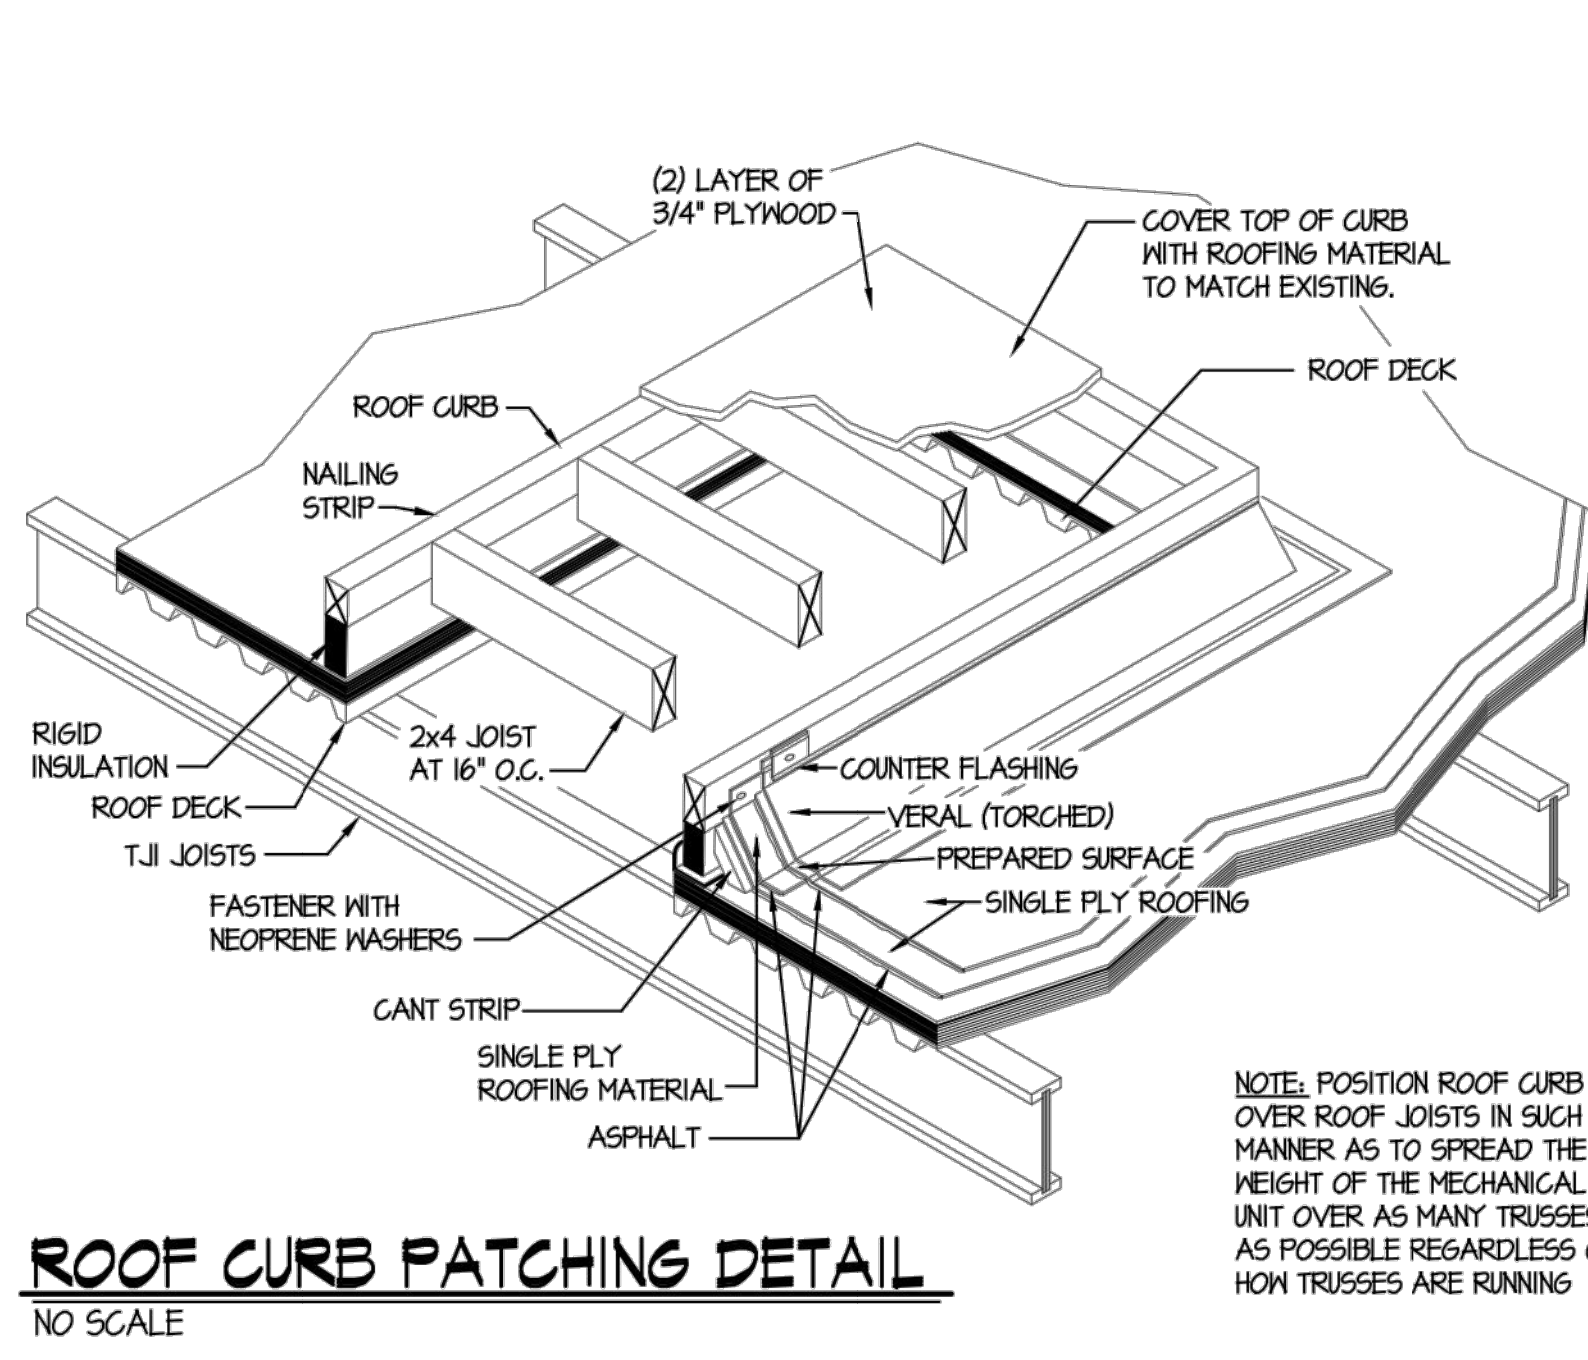 (2) LAYER OF
3/4" PLYWOOD
COVER TOP OF CURB
WITH ROOFING MATERIAL
TO MATCH EXISTING.
ROOF DECK
ROOF CURB
NAILING
STRIP
RIGID
INSULATION
2x4 JOIST
AT 16" O.C.
ROOF DECK
TJI JOISTS
COUNTER FLASHING
VERAL (TORCHED)
PREPARED SURFACE
SINGLE PLY ROOFING
FASTENER WITH
NEOPRENE WASHERS
CANT STRIP
SINGLE PLY
ROOFING MATERIAL
ASPHALT
NOTE: POSITION ROOF CURB
OVER ROOF JOISTS IN SUCH
MANNER AS TO SPREAD THE
WEIGHT OF THE MECHANICAL
UNIT OVER AS MANY TRUSSES
AS POSSIBLE REGARDLESS
HOW TRUSSES ARE RUNNING
ROOF CURB PATCHING DETAIL
NO SCALE